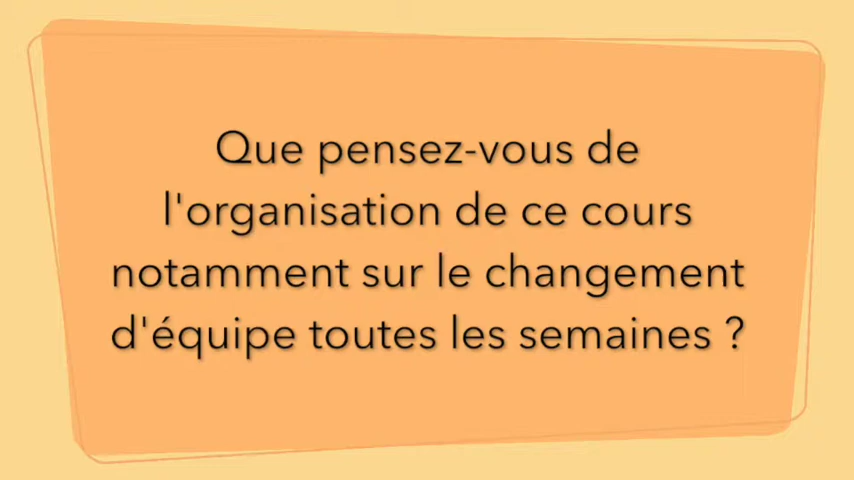 Que pensez-vous de
l'organisation de ce cours
notamment sur le changement
d'équipe toutes les semaines ?